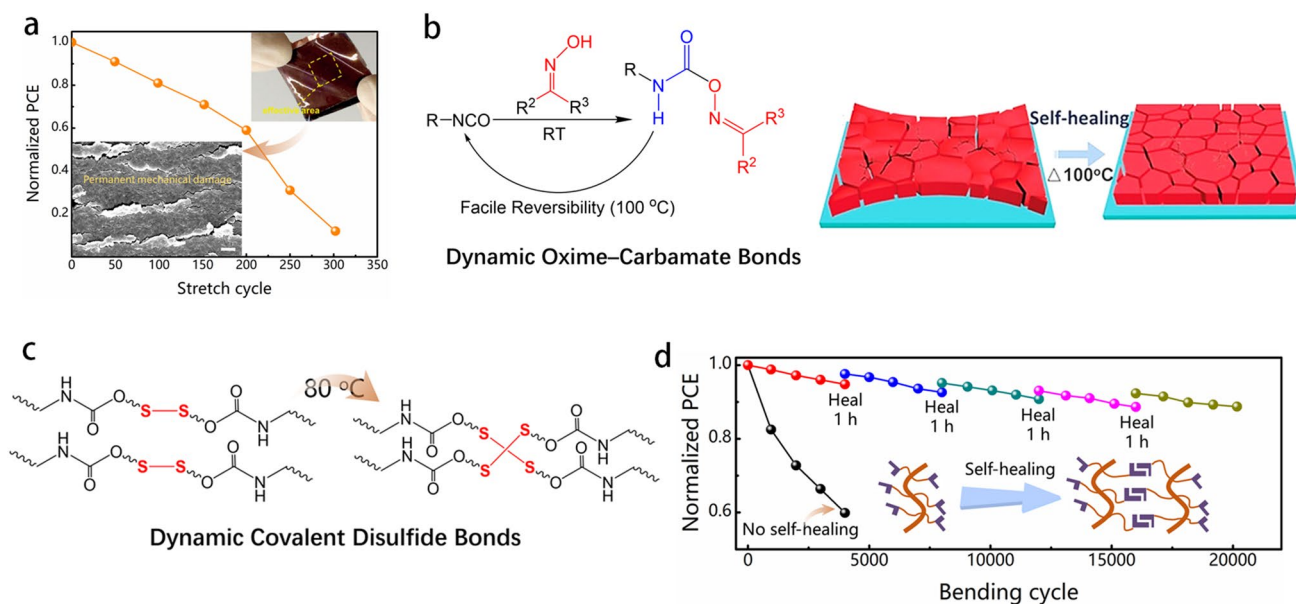 a
1.0
0.8
0.6
0.4
0.2
Normalized PCE
Permanent mechanical damage
0
50
100
150
200
250
300
350
Stretch cycle
b
N
OH
R²
R³
R–NCO
RT
O
R
N
H
O
N
R³
R²
Facile Reversibility (100 °C)
Dynamic Oxime–Carbamate Bonds
Self-healing
△ 100°C
c
H
N
O
O
S
S
O
O
N
H
H
N
O
O
S
S
O
O
N
H
80 °C
H
N
O
O
S
S
O
O
N
H
H
N
O
O
S
S
O
O
N
H
Dynamic Covalent Disulfide Bonds
d
1.0
0.8
0.6
Normalized PCE
Heal
1 h
Heal
1 h
Heal
1 h
Heal
1 h
Self-healing
No self-healing
0
5000
10000
15000
20000
Bending cycle